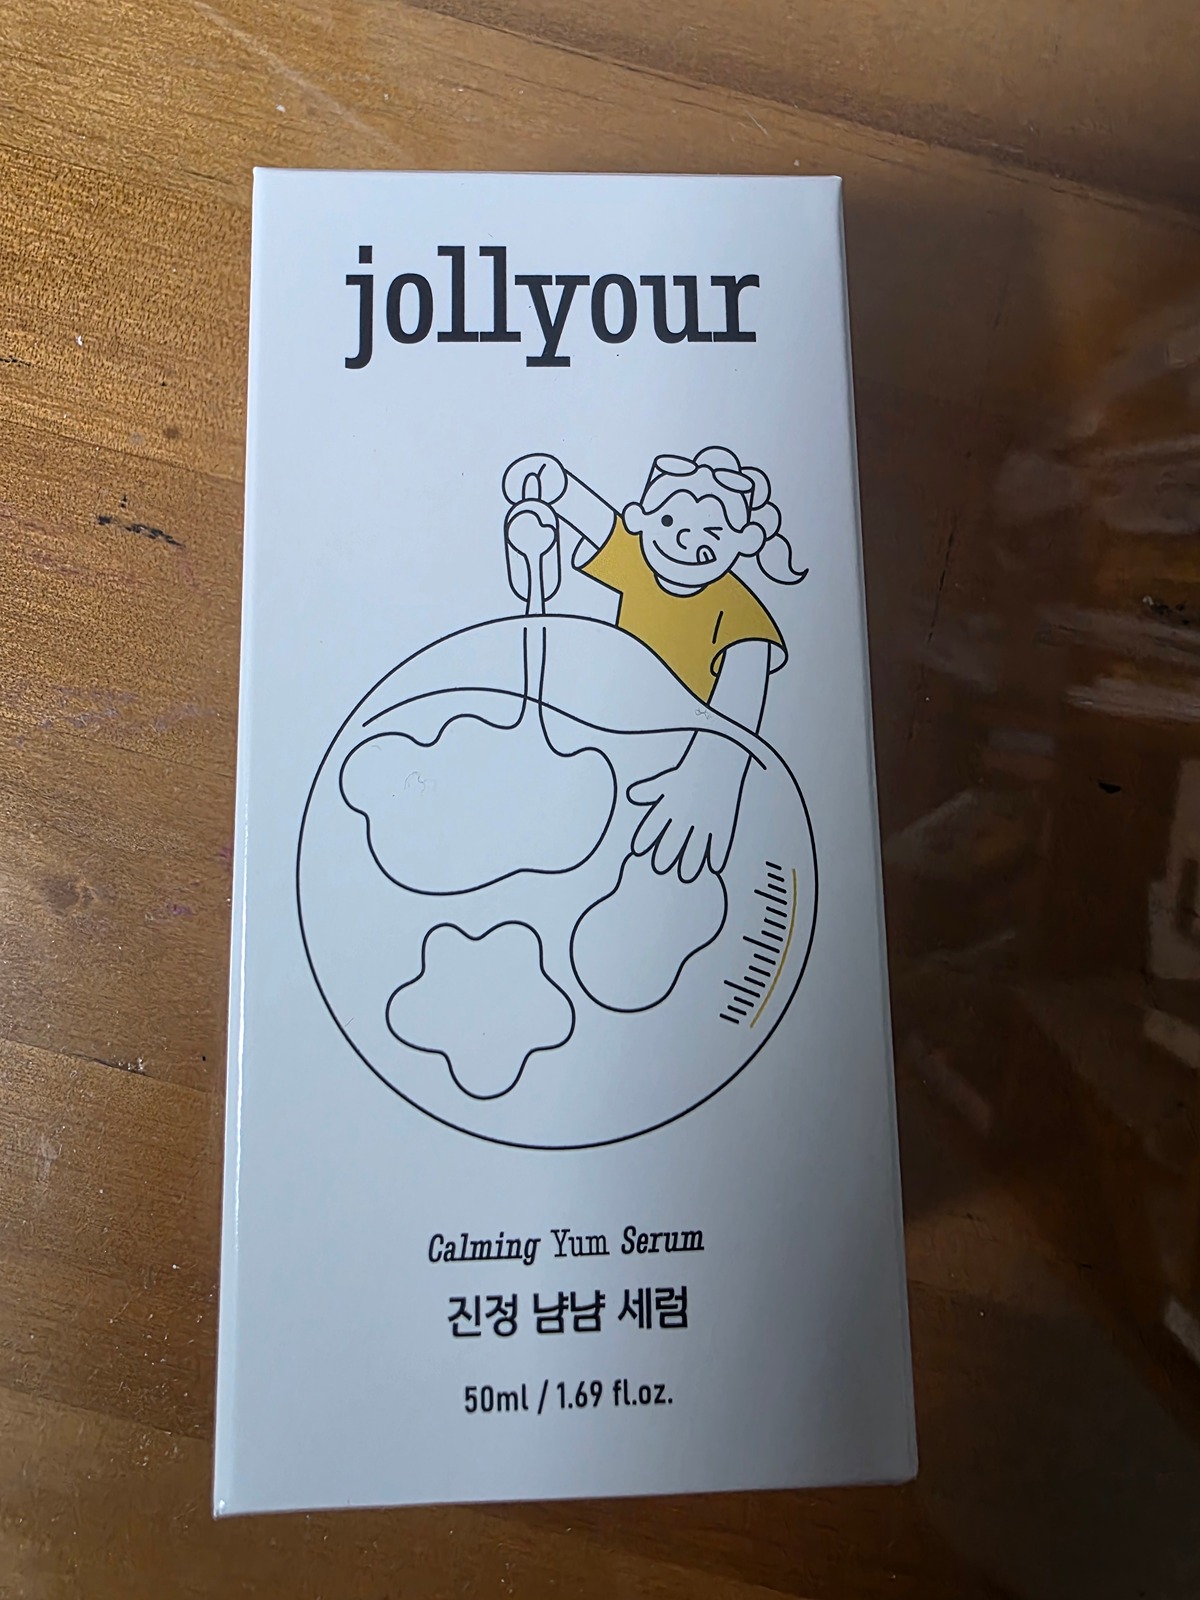 jollyour
Calming Yum Serum
진정 냠냠 세럼
50ml / 1.69 fl.oz.